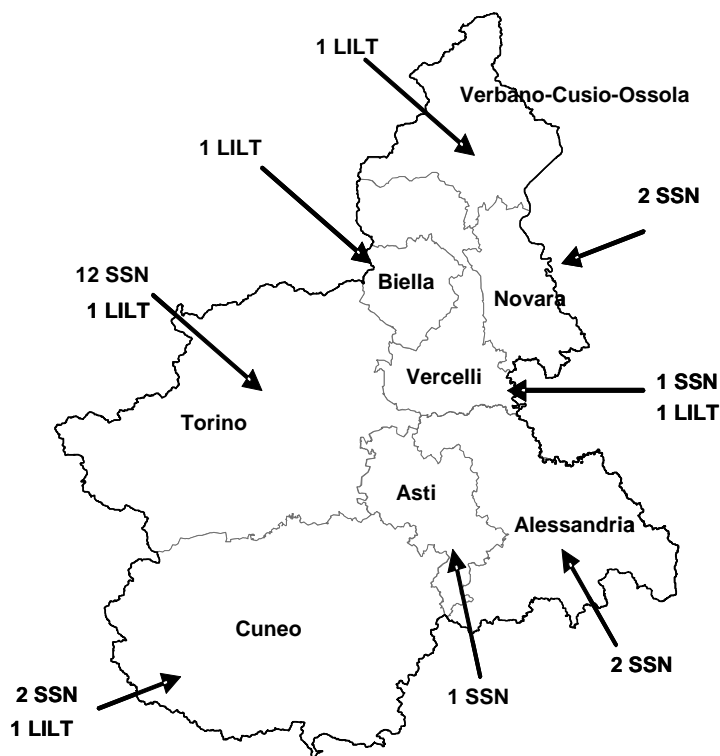 1 LILT
Verbano-Cusio-Ossola
1 LILT
2 SSN
12 SSN
1 LILT
Biella
Novara
Vercelli
1 SSN
1 LILT
Torino
Asti
Alessandria
Cuneo
2 SSN
1 SSN
2 SSN
1 LILT